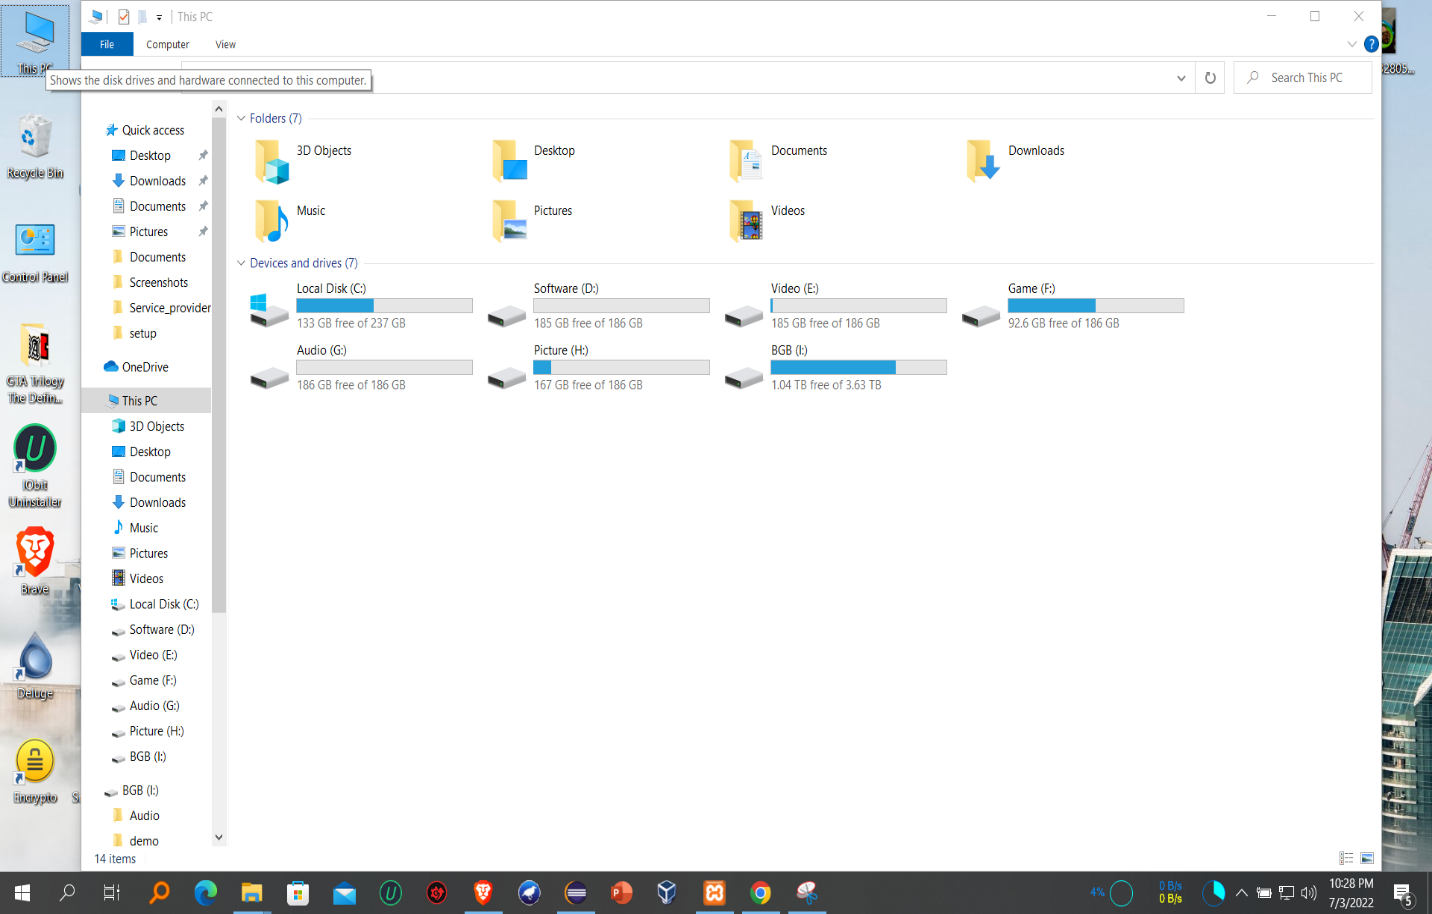 This PC
File
Computer
View
This PC
Shows the disk drives and hardware connected to this computer.
Search This PC
Recycle Bin
Control Panel
GTA Trilogy
The Defin...
IObit
Uninstaller
Brave
Deluge
Encrypto
Quick access
Desktop
Downloads
Documents
Pictures
Documents
Screenshots
Service_provider
setup
OneDrive
This PC
3D Objects
Desktop
Documents
Downloads
Music
Pictures
Videos
Local Disk (C:)
Software (D:)
Video (E:)
Game (F:)
Audio (G:)
Picture (H:)
BGB (I:)
BGB (I:)
Audio
demo
14 items
Folders (7)
3D Objects
Desktop
Documents
Downloads
Music
Pictures
Videos
Devices and drives (7)
Local Disk (C:)
133 GB free of 237 GB
Software (D:)
185 GB free of 186 GB
Video (E:)
185 GB free of 186 GB
Game (F:)
92.6 GB free of 186 GB
Audio (G:)
186 GB free of 186 GB
Picture (H:)
167 GB free of 186 GB
BGB (I:)
1.04 TB free of 3.63 TB
4%
0 B/s
0 B/s
10:28 PM
7/3/2022
5